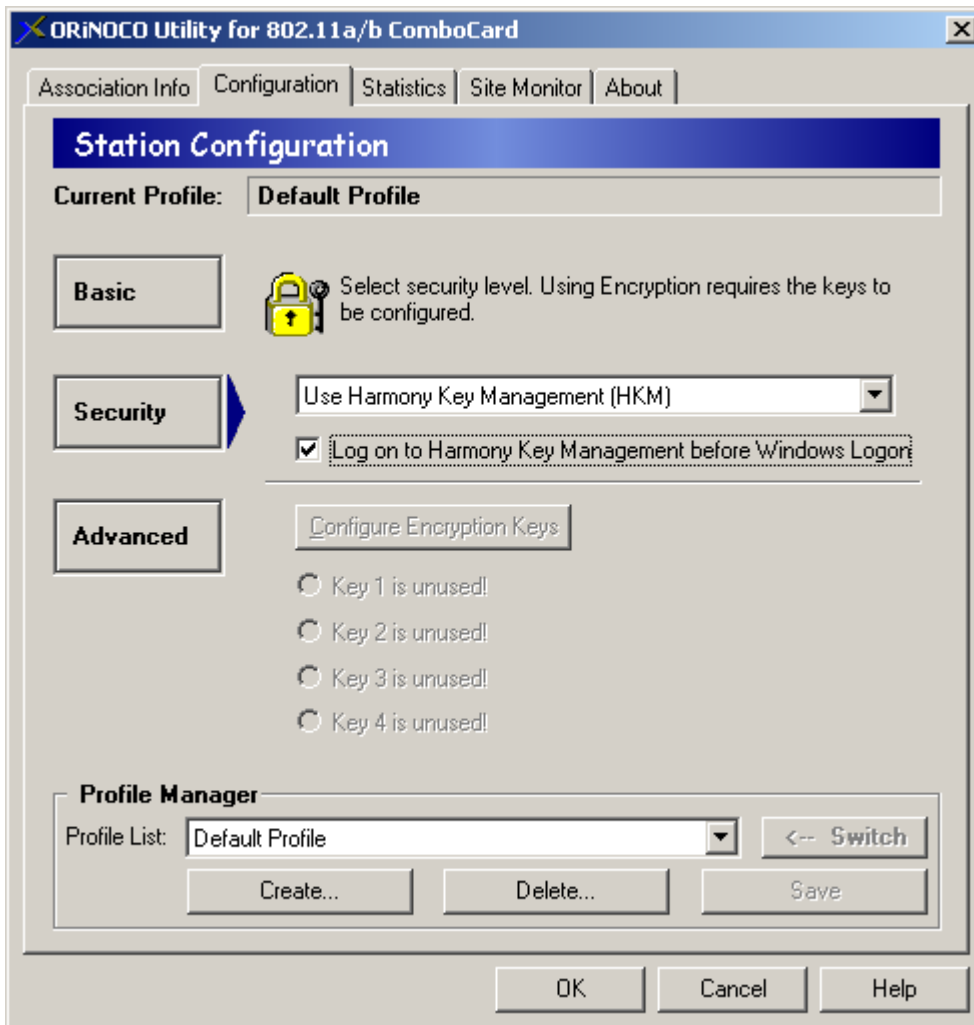 ORiNOCO Utility for 802.11a/b ComboCard
Association Info Configuration Statistics Site Monitor About
Station Configuration
Current Profile: Default Profile
Basic
Select security level. Using Encryption requires the keys to
be configured.
Security
Use Harmony Key Management (HKM)
Log on to Harmony Key Management before Windows Logon
Advanced
Configure Encryption Keys
Key 1 is unused!
Key 2 is unused!
Key 3 is unused!
Key 4 is unused!
Profile Manager
Profile List: Default Profile <-- Switch
Create... Delete... Save
OK Cancel Help